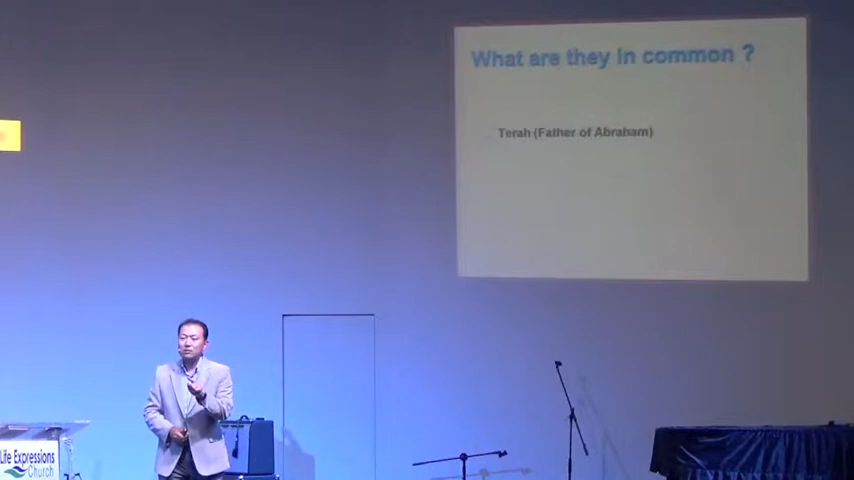 What are they in common ?
Terah (Father of Abraham)
Life Expressions
Church